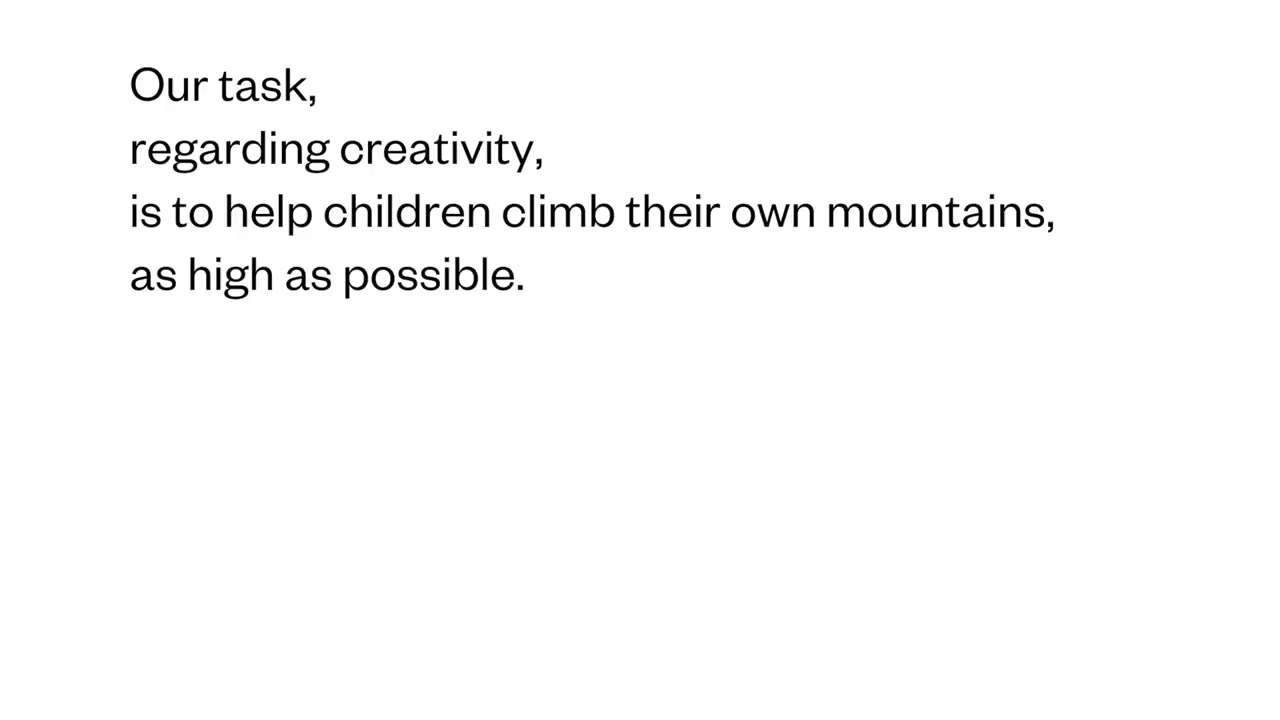 Our task,
regarding creativity,
is to help children climb their own mountains,
as high as possible.